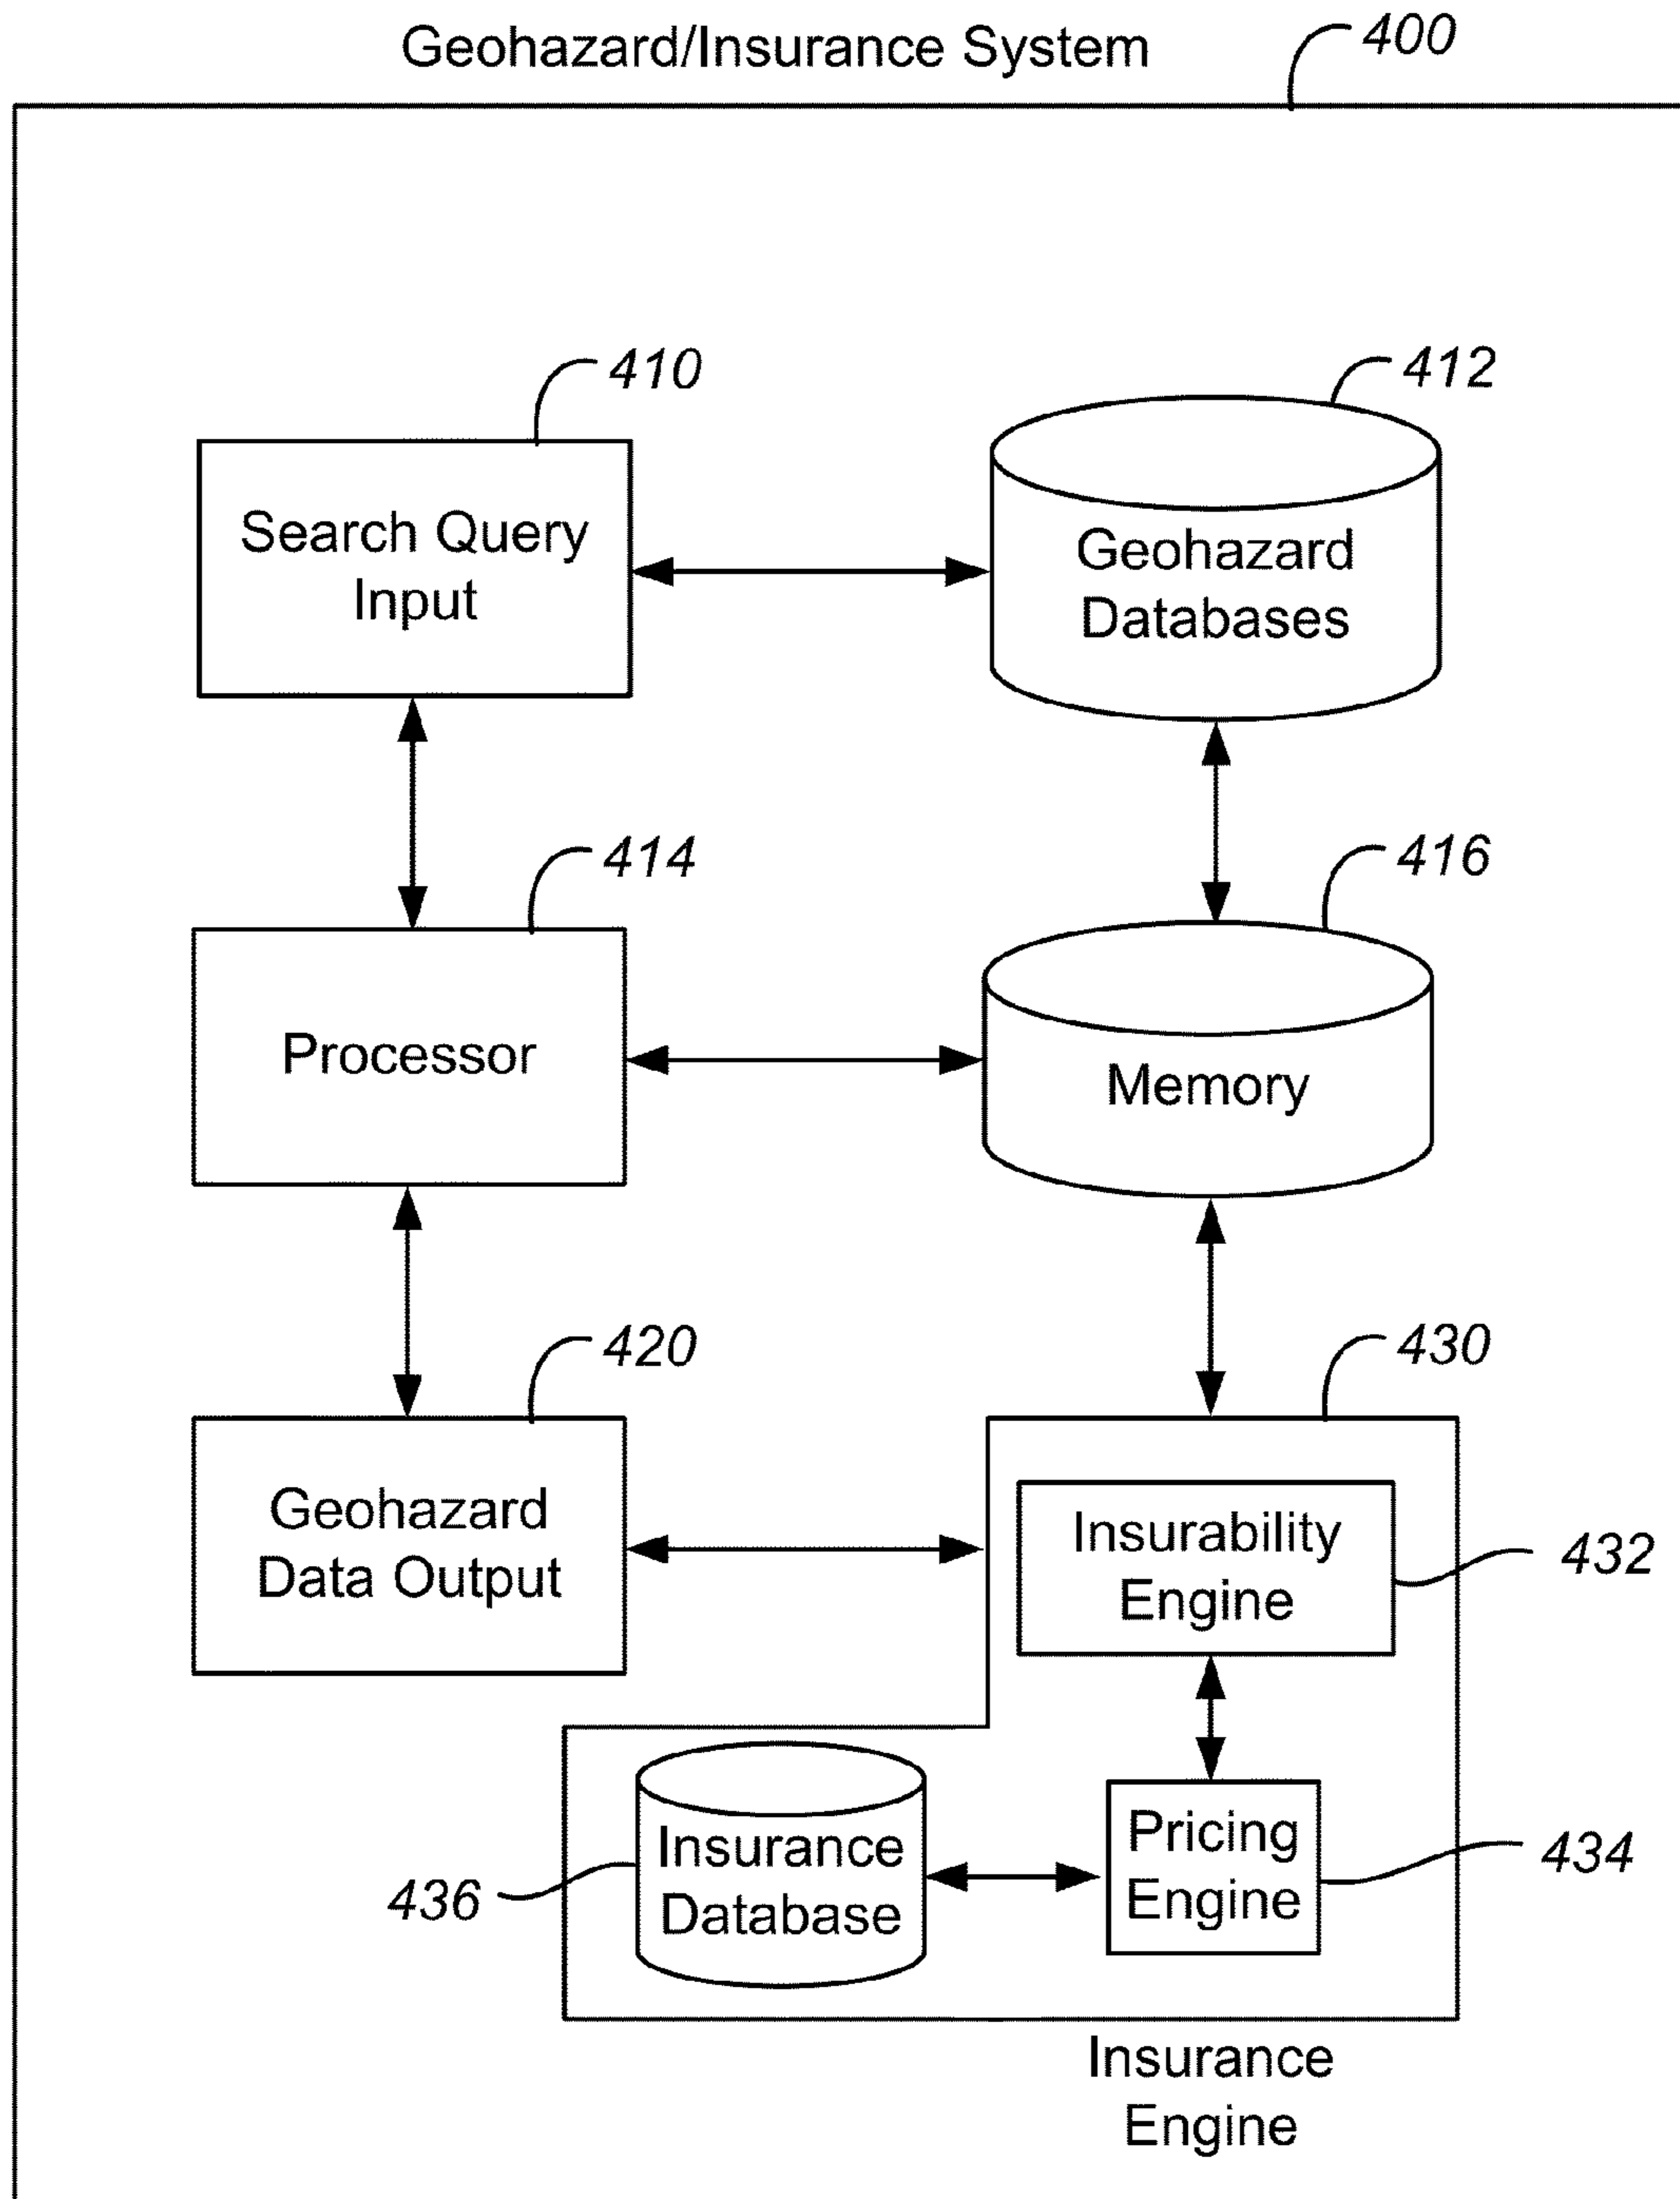 Geohazard/Insurance System
400
410
412
Search Query
Input
Geohazard
Databases
414
416
Processor
Memory
420
430
Geohazard
Data Output
Insurability
Engine
432
Insurance
Database
436
Pricing
Engine
434
Insurance
Engine